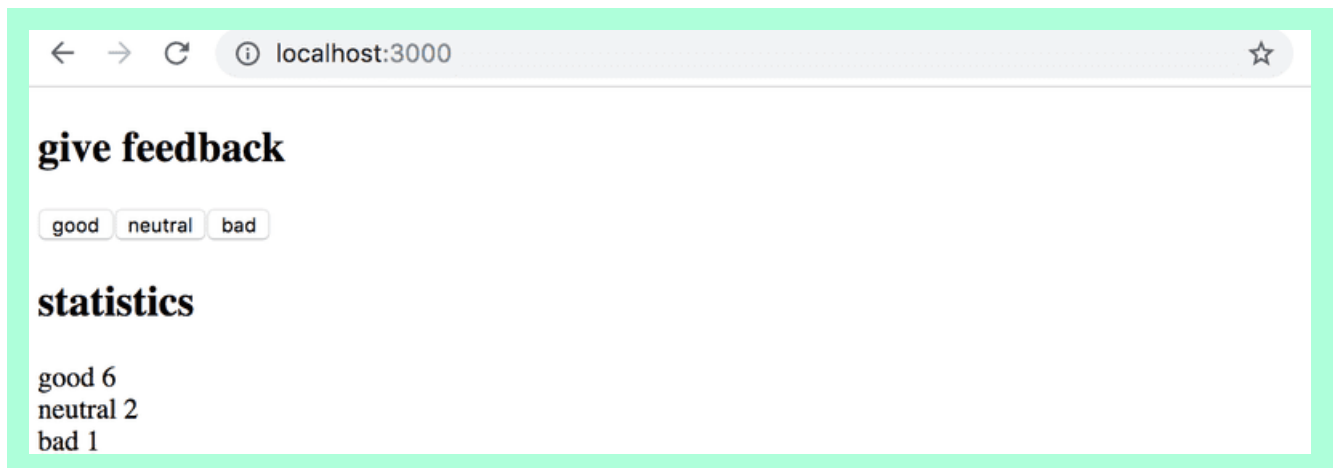 localhost:3000
give feedback
good neutral bad
statistics
good 6
neutral 2
bad 1